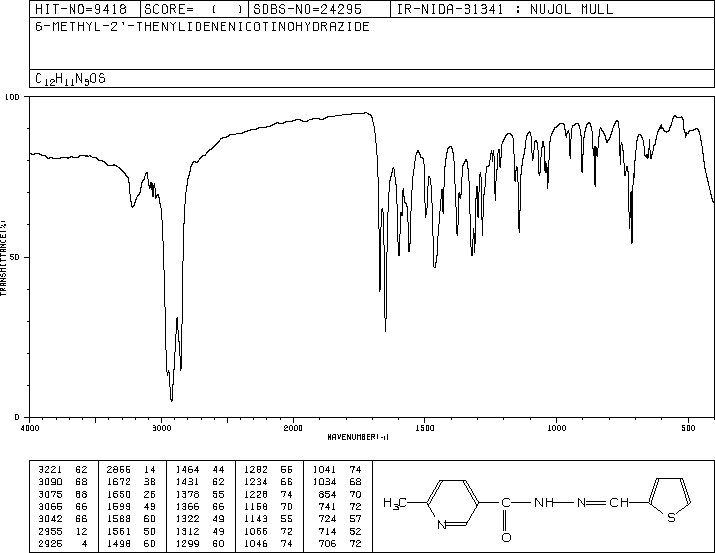 HIT-NO=9418 SCORE= ( ) SDBS-NO=24295 IR-NIDA-31341 : NUJOL MULL
6-METHYL-2'-THENYLIDENENICOTINOHYDRAZIDE
C12H11N3OS
100
50
0
TRANSMITTANCE(%)
4000 3000 2000 1500 1000 500
WAVENUMBER(-1)
3221 62 2866 14 1464 44 1282 55 1041 74
3090 68 1672 38 1431 62 1234 66 1034 68
3075 68 1650 26 1378 55 1228 74 854 70
3066 66 1599 49 1366 66 1158 70 741 72
3042 66 1588 60 1322 49 1143 55 724 57
2955 12 1561 50 1312 49 1066 72 714 52
2925 4 1498 60 1299 60 1046 74 706 72
H3C N C O NH N CH S